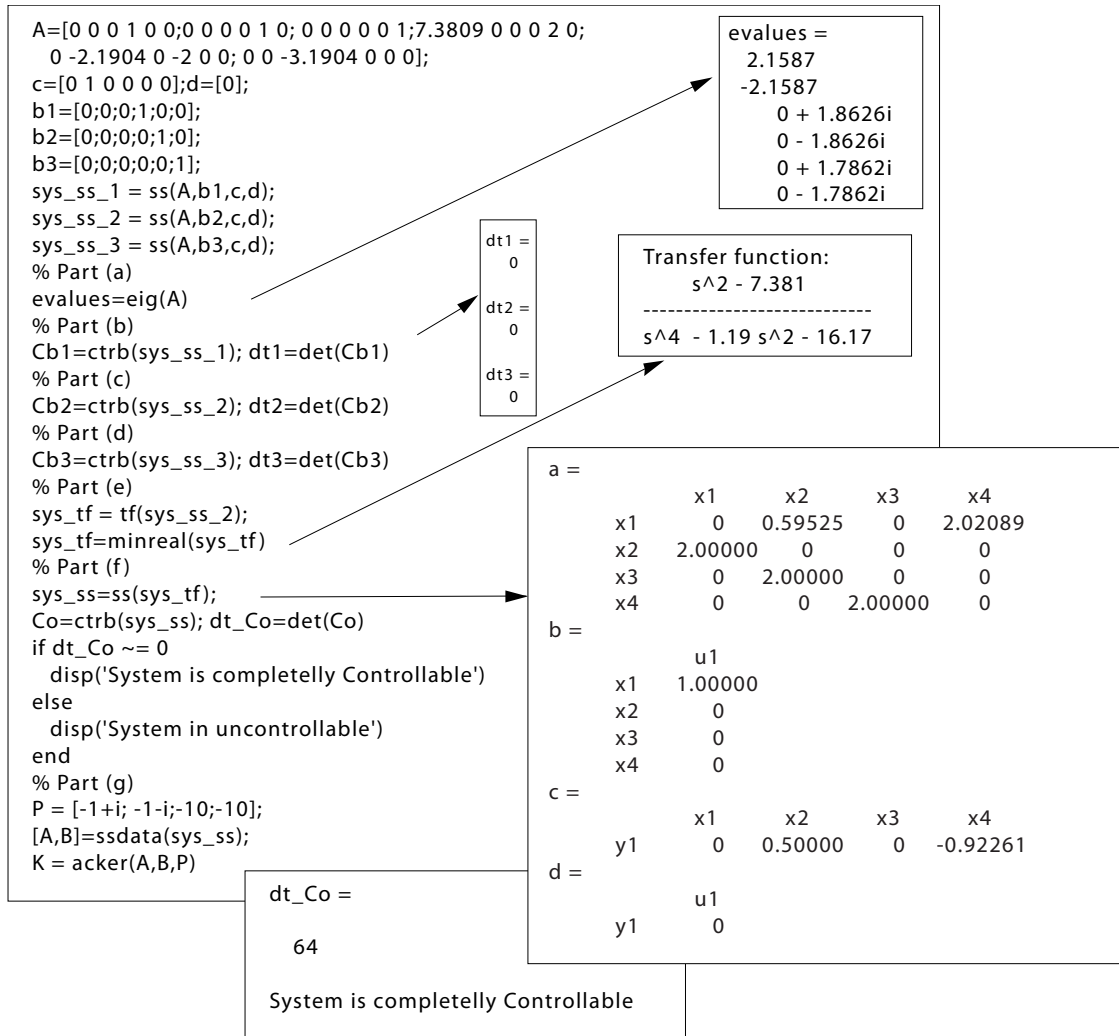 A=[0 0 0 1 0 0;0 0 0 0 1 0; 0 0 0 0 0 1;7.3809 0 0 0 2 0;
0 -2.1904 0 -2 0 0; 0 0 -3.1904 0 0 0];
c=[0 1 0 0 0 0];d=[0];
b1=[0;0;0;1;0;0];
b2=[0;0;0;0;1;0];
b3=[0;0;0;0;0;1];
sys_ss_1 = ss(A,b1,c,d);
sys_ss_2 = ss(A,b2,c,d);
sys_ss_3 = ss(A,b3,c,d);
% Part (a)
evalues=eig(A)
% Part (b)
Cb1=ctrb(sys_ss_1); dt1=det(Cb1)
% Part (c)
Cb2=ctrb(sys_ss_2); dt2=det(Cb2)
% Part (d)
Cb3=ctrb(sys_ss_3); dt3=det(Cb3)
% Part (e)
sys_tf = tf(sys_ss_2);
sys_tf=minreal(sys_tf)
% Part (f)
sys_ss=ss(sys_tf);
Co=ctrb(sys_ss); dt_Co=det(Co)
if dt_Co ~= 0
disp('System is completelly Controllable')
else
disp('System in uncontrollable')
end
% Part (g)
P = [-1+i; -1-i;-10;-10];
[A,B]=ssdata(sys_ss);
K = acker(A,B,P)
evalues =
2.1587
-2.1587
0 + 1.8626i
0 - 1.8626i
0 + 1.7862i
0 - 1.7862i
dt1 =
0
dt2 =
0
dt3 =
0
Transfer function:
s^2 - 7.381
----------------------------
s^4 - 1.19 s^2 - 16.17
a =
x1 x2 x3 x4
x1 0 0.59525 0 2.02089
x2 2.00000 0 0 0
x3 0 2.00000 0 0
x4 0 0 2.00000 0
b =
u1
x1 1.00000
x2 0
x3 0
x4 0
c =
x1 x2 x3 x4
y1 0 0.50000 0 -0.92261
d =
u1
y1 0
dt_Co =
64
System is completelly Controllable